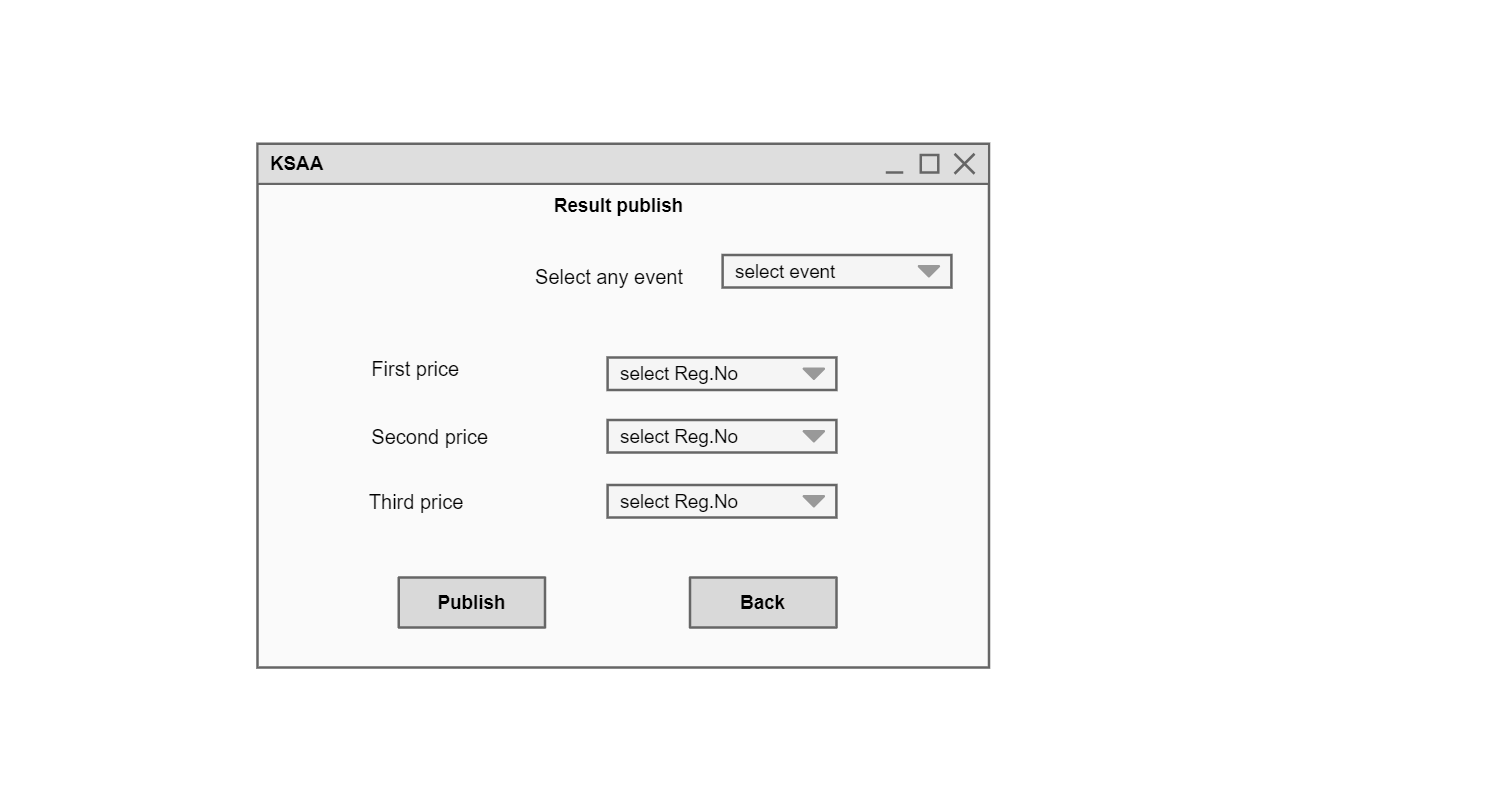 KSAA
Result publish
Select any event select event
First price select Reg.No
Second price select Reg.No
Third price select Reg.No
Publish Back